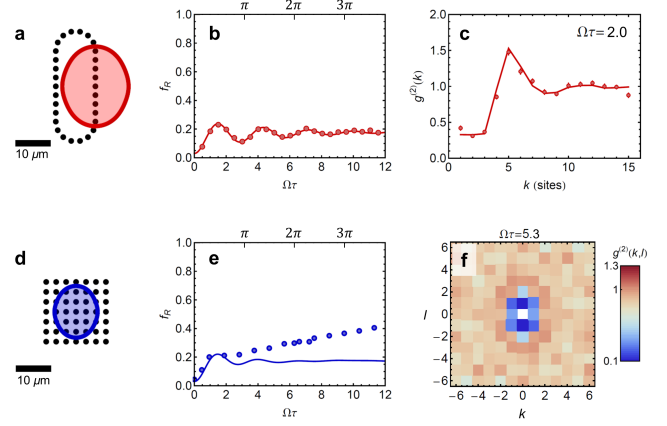 a
10 μm
b
π 2π 3π
1.0
0.8
0.6
0.4
0.2
0.0
f_R
0 2 4 6 8 10 12
Ωτ
c
Ωτ = 2.0
2.0
1.5
1.0
0.5
0.0
g⁽²⁾(k)
0 5 10 15
k (sites)
d
10 μm
e
π 2π 3π
1.0
0.8
0.6
0.4
0.2
0.0
f_R
0 2 4 6 8 10 12
Ωτ
Ωτ=5.3
f
6
4
2
0
−2
−4
−6
l
−6 −4 −2 0 2 4 6
k
g⁽²⁾(k,l)
1.3
1
0.1